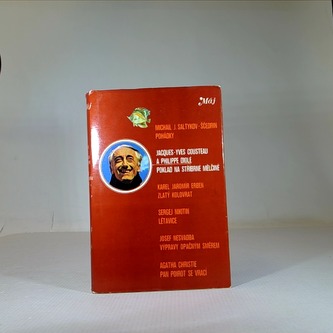 Máj
MICHAIL J. SALTYKOV-ŠČEDRIN
POHÁDKY
JACQUES-YVES COUSTEAU
A PHILIPPE DIOLÉ
POKLAD NA STŘÍBRNÉ MĚLČINĚ
KAREL JAROMÍR ERBEN
ZLATÝ KOLOVRAT
SERGEJ NIKITIN
LÉTAVICE
JOSEF NESVADBA
VÝPRAVY OPAČNÝM SMĚREM
AGATHA CHRISTIE
PAN POIROT SE VRACÍ